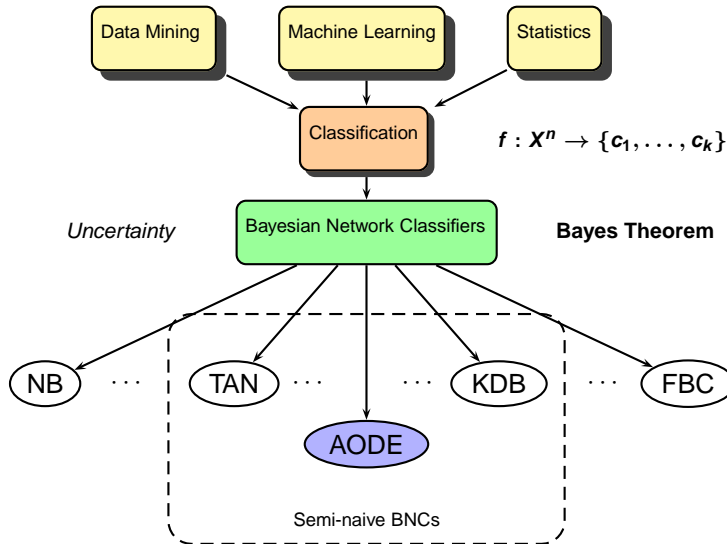 Data Mining
Machine Learning
Statistics
Classification
f : Xⁿ → {c₁, . . . , cₖ}
Uncertainty
Bayesian Network Classifiers
Bayes Theorem
NB
· · ·
TAN
· · ·
· · ·
KDB
· · ·
FBC
AODE
Semi-naive BNCs